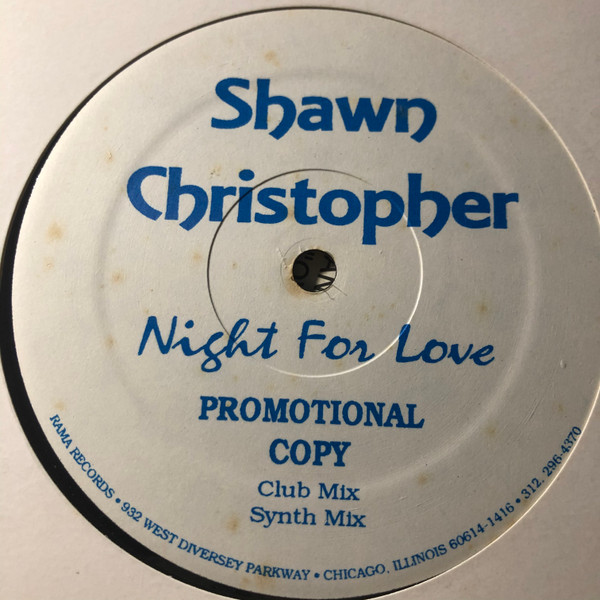 Shawn
Christopher
Night For Love
PROMOTIONAL
COPY
Club Mix
Synth Mix
RAMA RECORDS • 932 WEST DIVERSEY PARKWAY • CHICAGO, ILLINOIS 60614-1416 • 312. 296-4370